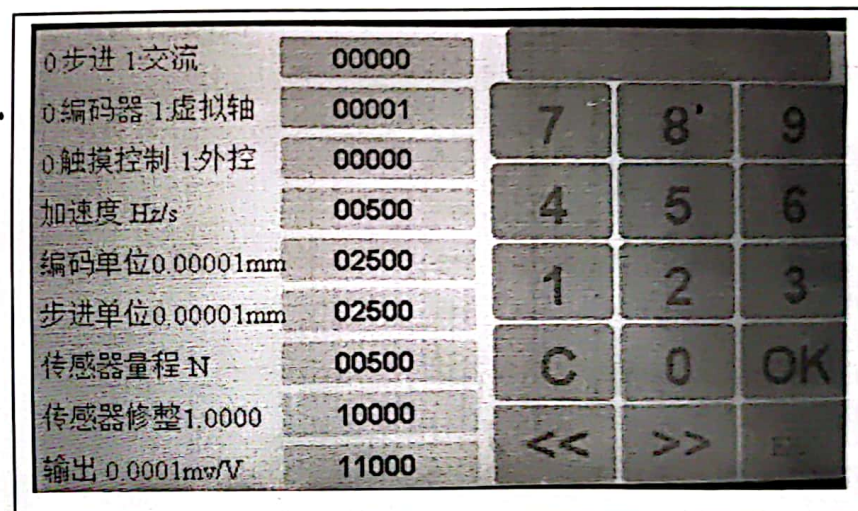 0步进 1:交流 00000
0编码器 1:虚拟轴 00001
0触摸控制 1:外控 00000
加速度 Hz/s 00500
编码单位0.00001mm 02500
步进单位0.00001mm 02500
传感器量程 N 00500
传感器修整1.0000 10000
输出 0.0001mv/V 11000
7 8 9
4 5 6
1 2 3
C 0 OK
<< >>